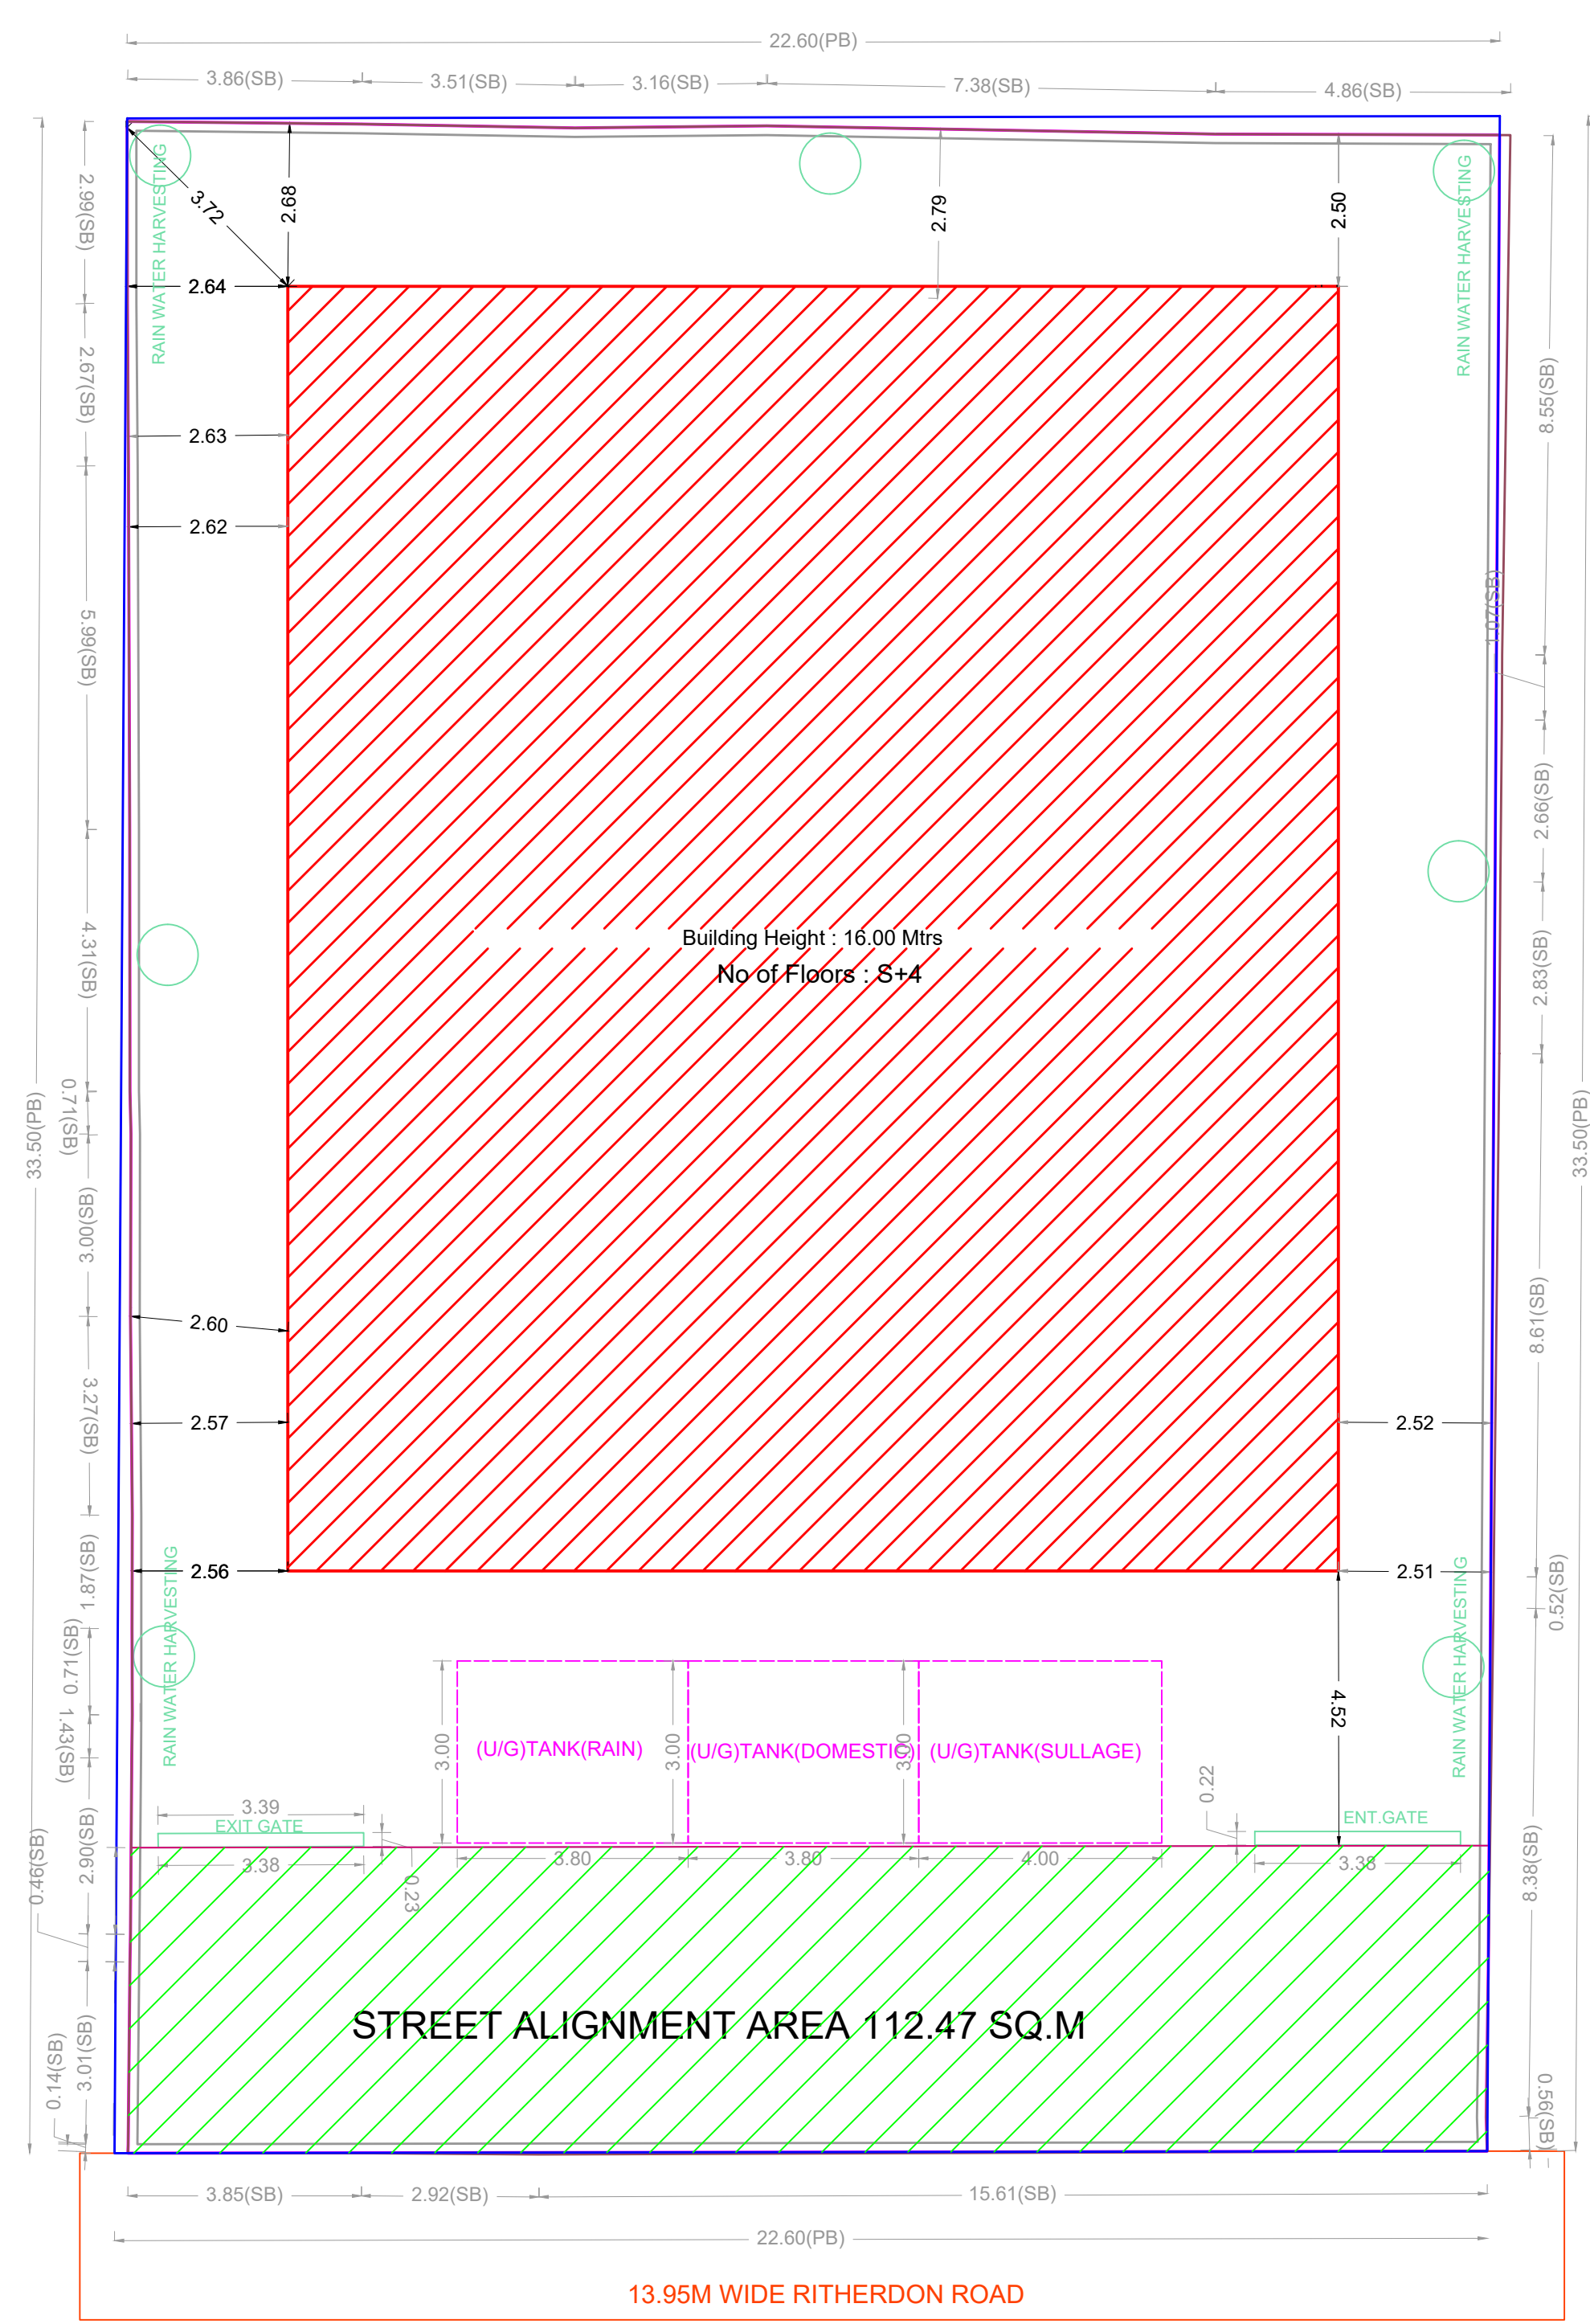 22.60(PB)
3.86(SB)
3.51(SB)
3.16(SB)
7.38(SB)
4.86(SB)
RAIN WATER HARVESTING
RAIN WATER HARVESTING
2.99(SB)
3.72
2.68
2.79
2.50
2.64
2.67(SB)
8.55(SB)
2.63
2.62
5.99(SB)
1.07(SB)
2.66(SB)
Building Height : 16.00 Mtrs
No of Floors : S+4
4.31(SB)
2.83(SB)
33.50(PB)
0.71(SB)
33.50(PB)
3.00(SB)
8.61(SB)
2.60
3.27(SB)
2.57
2.52
1.87(SB)
2.56
2.51
0.52(SB)
RAIN WATER HARVESTING
RAIN WATER HARVESTING
0.71(SB)
1.43(SB)
4.52
3.00
3.00
3.00
(U/G)TANK(RAIN)
(U/G)TANK(DOMESTIC)
(U/G)TANK(SULLAGE)
0.22
3.39
EXIT GATE
ENT.GATE
3.38
3.80
3.80
4.00
3.38
0.23
2.90(SB)
0.46(SB)
8.38(SB)
STREET ALIGNMENT AREA 112.47 SQ.M
3.01(SB)
0.14(SB)
0.56(SB)
3.85(SB)
2.92(SB)
15.61(SB)
22.60(PB)
13.95M WIDE RITHERDON ROAD